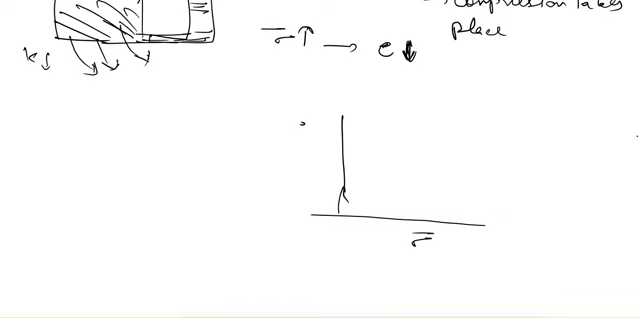 compression takes
place
σ̅ ↑ → e ↓
k ↓
σ̅